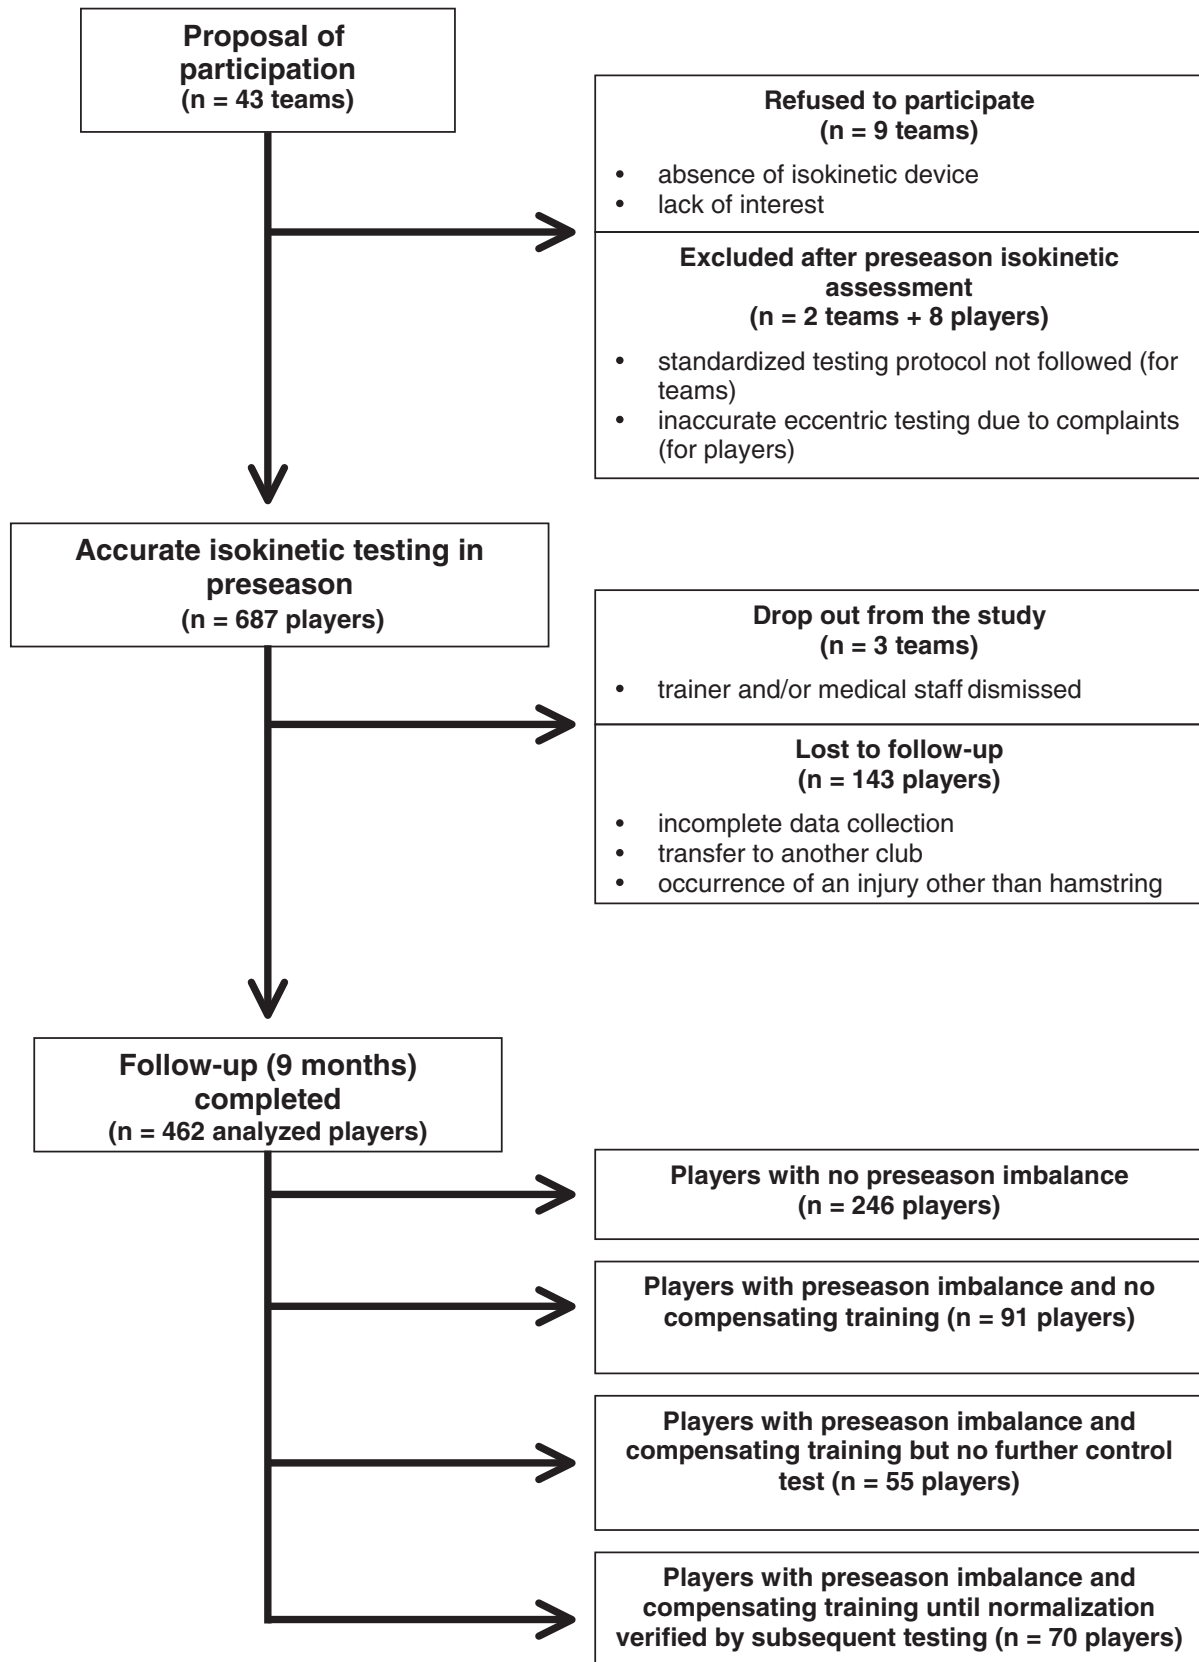 Proposal of
participation
(n = 43 teams)
Refused to participate
(n = 9 teams)
• absence of isokinetic device
• lack of interest
Excluded after preseason isokinetic
assessment
(n = 2 teams + 8 players)
• standardized testing protocol not followed (for
teams)
• inaccurate eccentric testing due to complaints
(for players)
Accurate isokinetic testing in
preseason
(n = 687 players)
Drop out from the study
(n = 3 teams)
• trainer and/or medical staff dismissed
Lost to follow-up
(n = 143 players)
• incomplete data collection
• transfer to another club
• occurrence of an injury other than hamstring
Follow-up (9 months)
completed
(n = 462 analyzed players)
Players with no preseason imbalance
(n = 246 players)
Players with preseason imbalance and no
compensating training (n = 91 players)
Players with preseason imbalance and
compensating training but no further control
test (n = 55 players)
Players with preseason imbalance and
compensating training until normalization
verified by subsequent testing (n = 70 players)